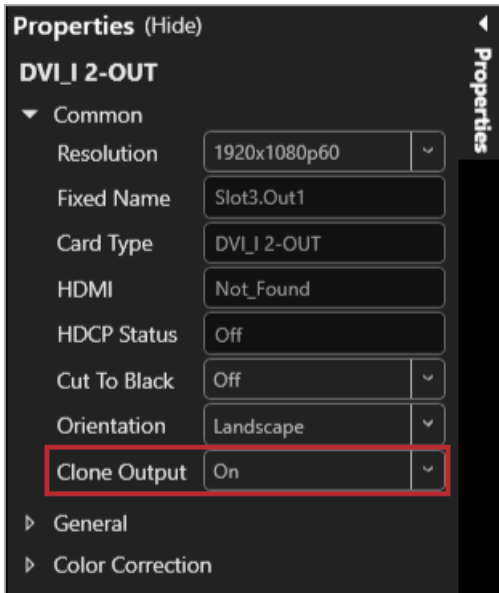 Properties (Hide)
Properties
DVI_I 2-OUT
Common
Resolution 1920x1080p60
Fixed Name Slot3.Out1
Card Type DVI_I 2-OUT
HDMI Not_Found
HDCP Status Off
Cut To Black Off
Orientation Landscape
Clone Output On
General
Color Correction